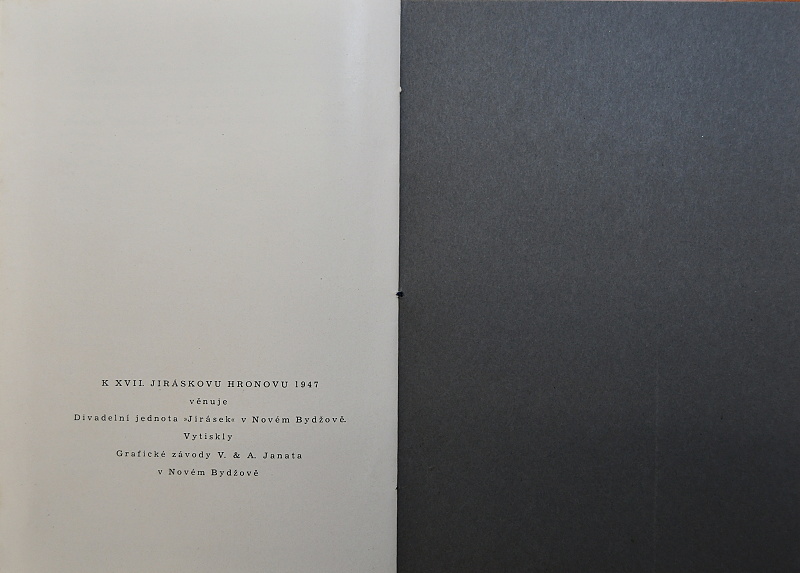 K XVII. JIRÁSKOVU HRONOVU 1947
věnuje
Divadelní jednota »Jirásek« v Novém Bydžově.
Vytiskly
Grafické závody V. & A. Janata
v Novém Bydžově